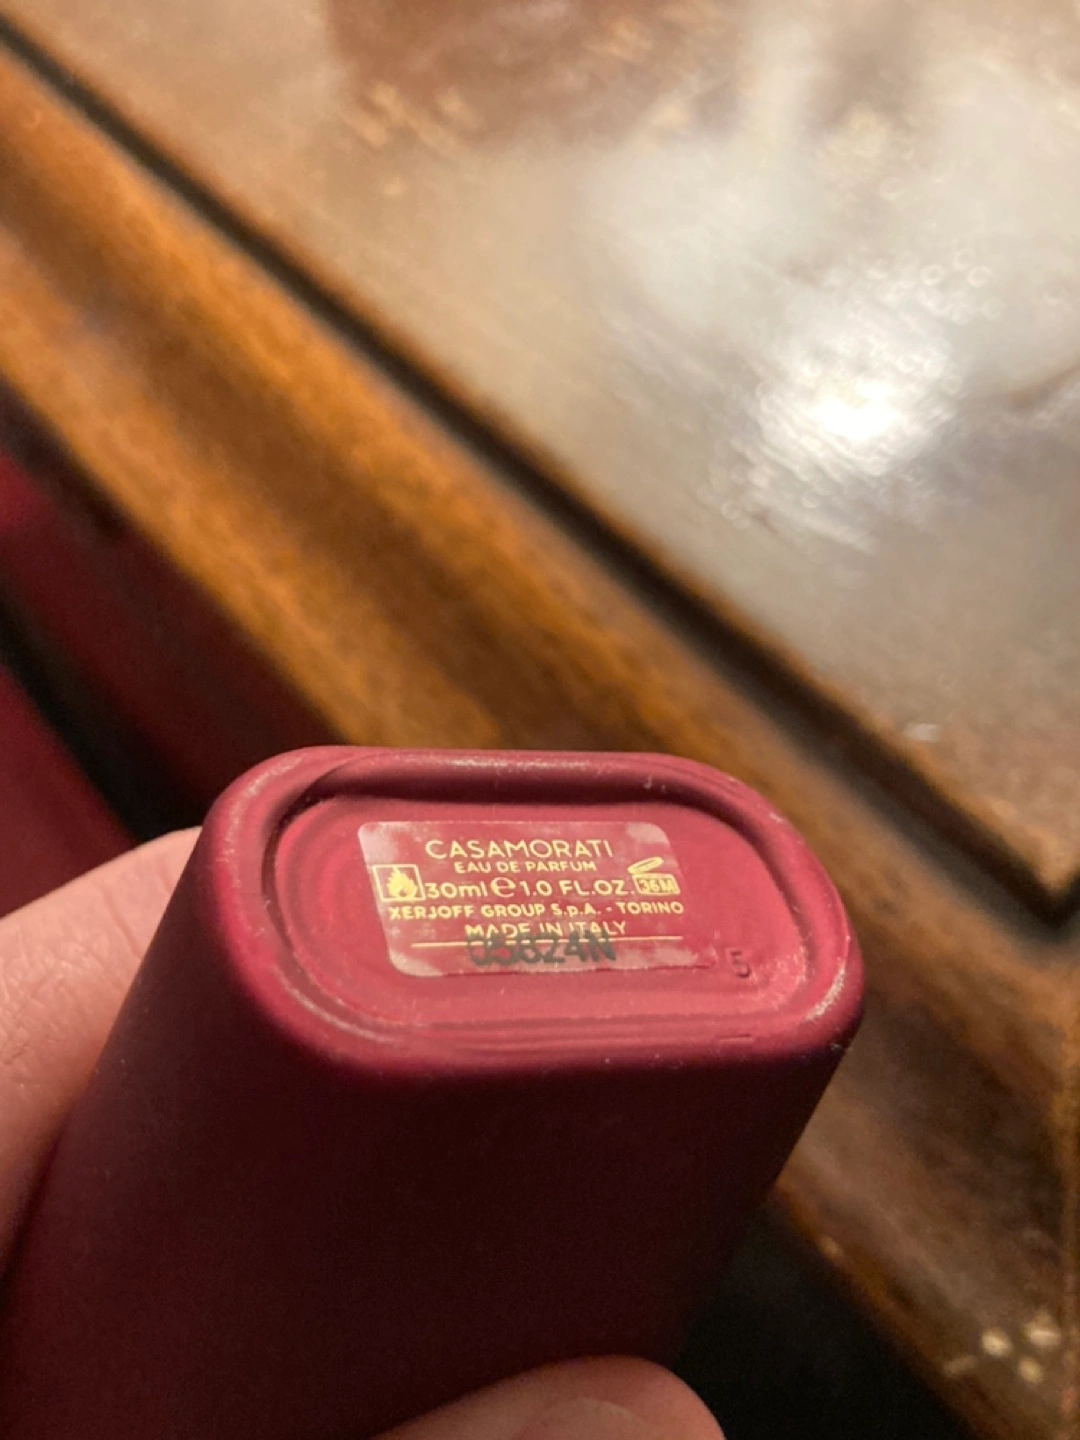 CASAMORATI
EAU DE PARFUM
30ml e 1.0 FL.OZ. 36M
XERJOFF GROUP S.p.A. - TORINO
MADE IN ITALY
5